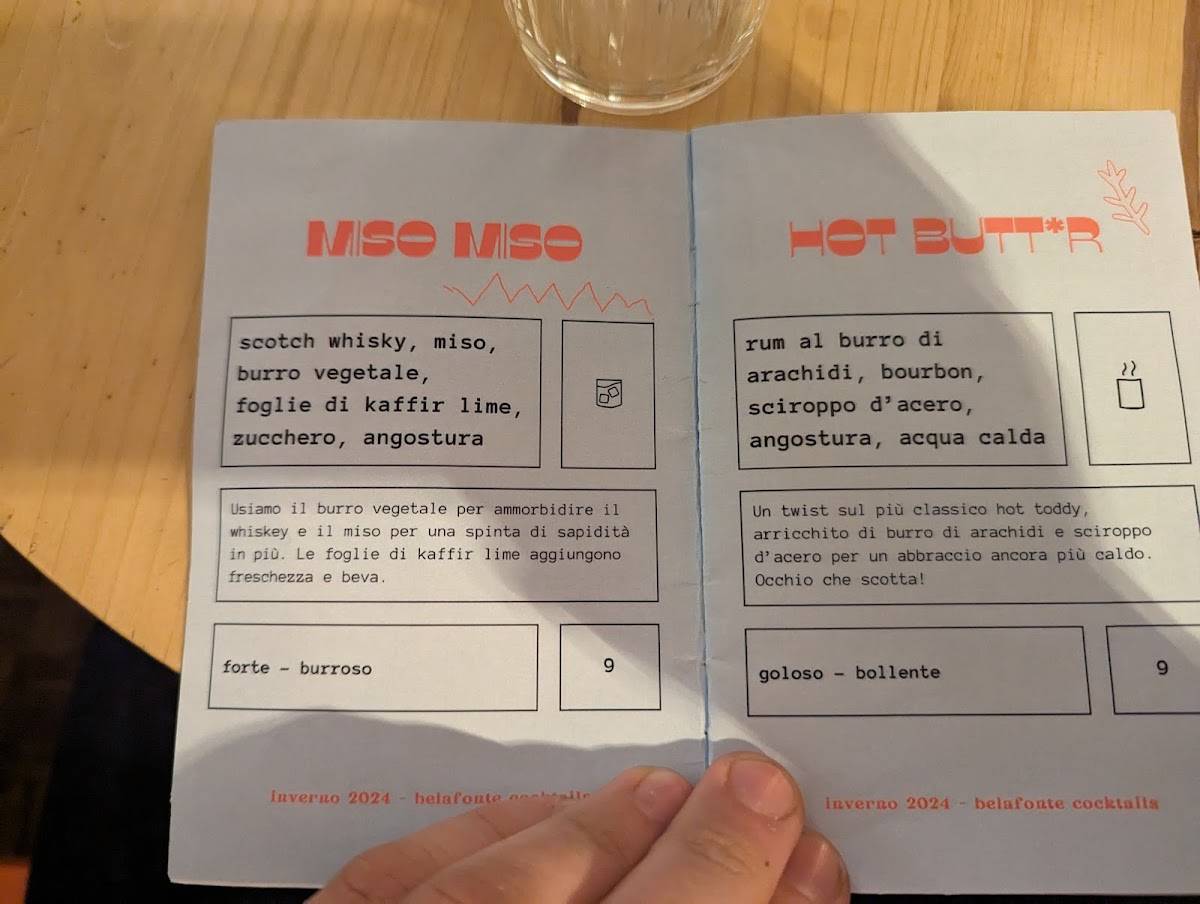 MISO MISO
scotch whisky, miso,
burro vegetale,
foglie di kaffir lime,
zucchero, angostura
Usiamo il burro vegetale per ammorbidire il
whiskey e il miso per una spinta di sapidità
in più. Le foglie di kaffir lime aggiungono
freschezza e beva.
forte - burroso
9
inverno 2024 - belafonte cocktails
HOT BUTT*R
rum al burro di
arachidi, bourbon,
sciroppo d'acero,
angostura, acqua calda
Un twist sul più classico hot toddy,
arricchito di burro di arachidi e sciroppo
d'acero per un abbraccio ancora più caldo.
Occhio che scotta!
goloso - bollente
9
inverno 2024 - belafonte cocktails